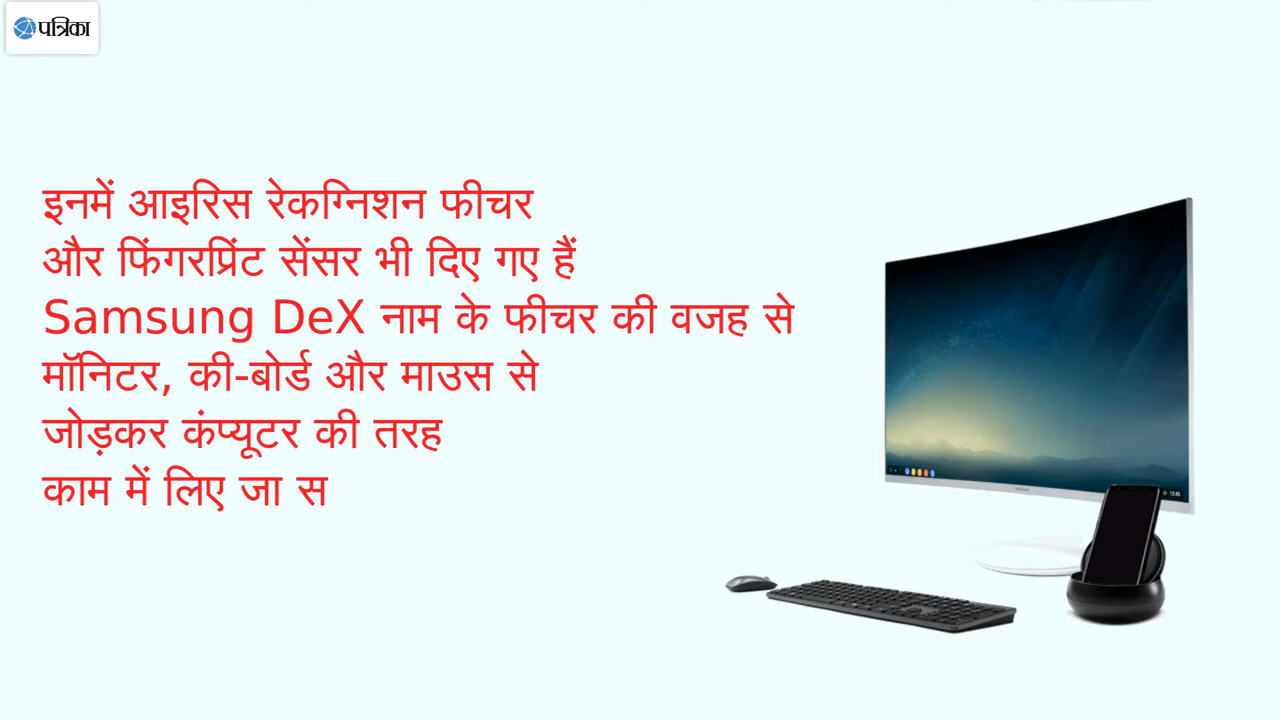 पत्रिका
इनमें आइरिस रेकग्निशन फीचर
और फिंगरप्रिंट सेंसर भी दिए गए हैं
Samsung DeX नाम के फीचर की वजह से
मॉनिटर, की-बोर्ड और माउस से
जोड़कर कंप्यूटर की तरह
काम में लिए जा स